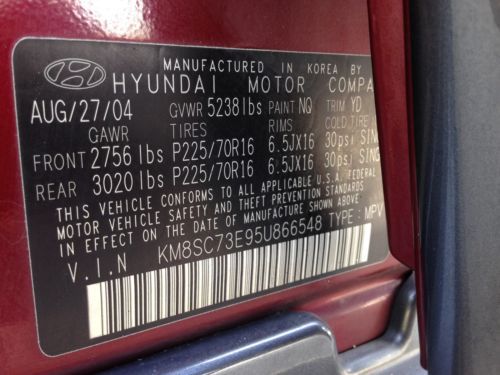 MANUFACTURED IN KOREA BY
HYUNDAI MOTOR COMPA
AUG/27/04 GVWR 5238lbs PAINT NQ TRIM YD
GAWR TIRES RIMS COLD TIRE
FRONT 2756 lbs P225/70R16 6.5JX16 30psi SING
REAR 3020 lbs P225/70R16 6.5JX16 30psi SING
THIS VEHICLE CONFORMS TO ALL APPLICABLE U.S.A. FEDERAL
MOTOR VEHICLE SAFETY AND THEFT PREVENTION STANDARDS
IN EFFECT ON THE DATE OF MANUFACTURE SHOWN ABOVE.
V.I.N KM8SC73E95U866548 TYPE : MPV